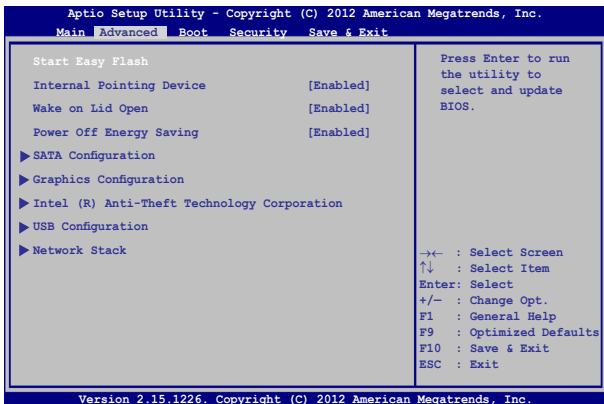 Aptio Setup Utility - Copyright (C) 2012 American Megatrends, Inc.
Main Advanced Boot Security Save & Exit
Start Easy Flash
Internal Pointing Device [Enabled]
Wake on Lid Open [Enabled]
Power Off Energy Saving [Enabled]
SATA Configuration
Graphics Configuration
Intel (R) Anti-Theft Technology Corporation
USB Configuration
Network Stack
Press Enter to run
the utility to
select and update
BIOS.
→← : Select Screen
↑↓ : Select Item
Enter: Select
+/— : Change Opt.
F1 : General Help
F9 : Optimized Defaults
F10 : Save & Exit
ESC : Exit
Version 2.15.1226. Copyright (C) 2012 American Megatrends, Inc.